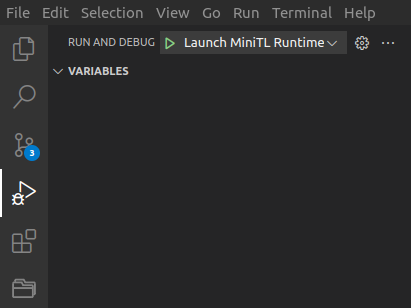 File Edit Selection View Go Run Terminal Help
RUN AND DEBUG Launch MiniTL Runtime
VARIABLES
3